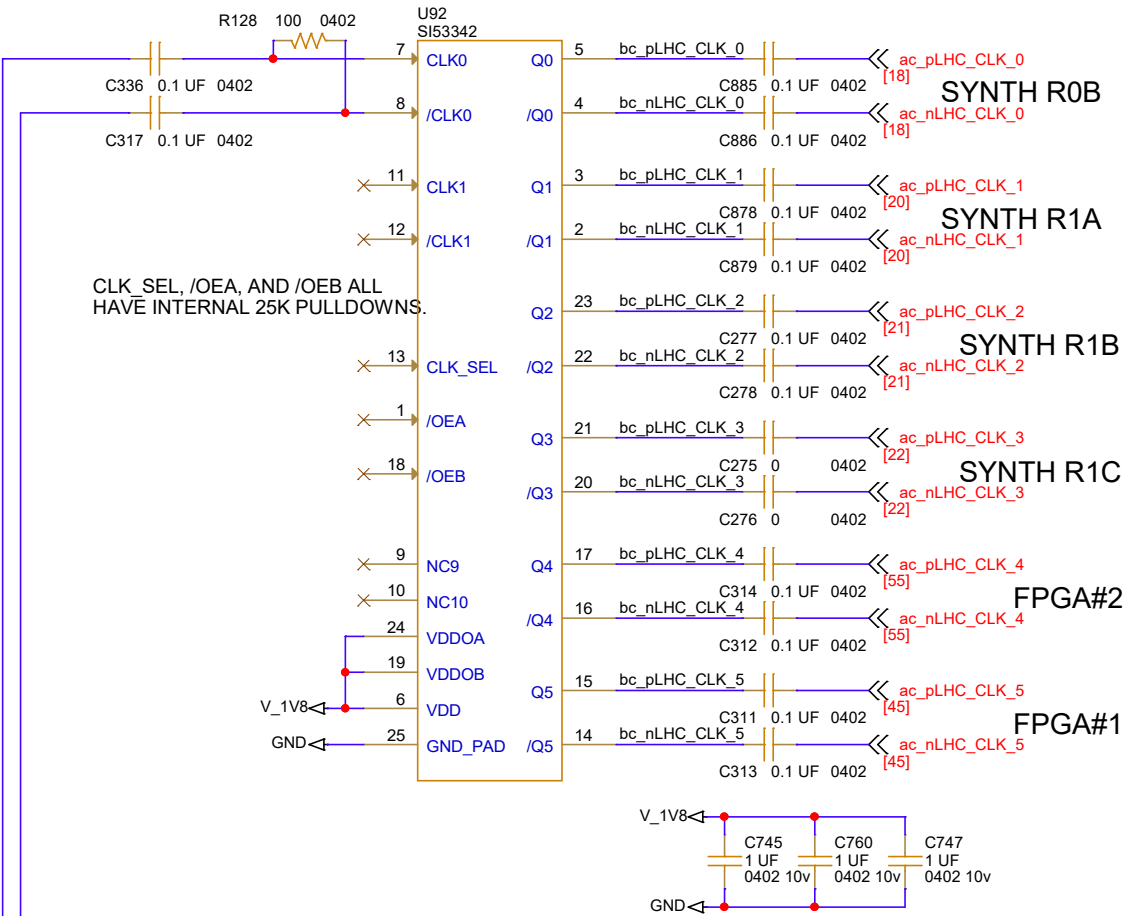 U92
SI53342
R128 100 0402
C336 0.1 UF 0402
C317 0.1 UF 0402
7 CLK0 Q0 5 bc_pLHC_CLK_0 C885 0.1 UF 0402 ac_pLHC_CLK_0 [18]
SYNTH R0B
8 /CLK0 /Q0 4 bc_nLHC_CLK_0 C886 0.1 UF 0402 ac_nLHC_CLK_0 [18]
11 CLK1 Q1 3 bc_pLHC_CLK_1 C878 0.1 UF 0402 ac_pLHC_CLK_1 [20]
SYNTH R1A
12 /CLK1 /Q1 2 bc_nLHC_CLK_1 C879 0.1 UF 0402 ac_nLHC_CLK_1 [20]
CLK_SEL, /OEA, AND /OEB ALL
HAVE INTERNAL 25K PULLDOWNS.
Q2 23 bc_pLHC_CLK_2 C277 0.1 UF 0402 ac_pLHC_CLK_2 [21]
SYNTH R1B
13 CLK_SEL /Q2 22 bc_nLHC_CLK_2 C278 0.1 UF 0402 ac_nLHC_CLK_2 [21]
1 /OEA Q3 21 bc_pLHC_CLK_3 C275 0 0402 ac_pLHC_CLK_3 [22]
SYNTH R1C
18 /OEB /Q3 20 bc_nLHC_CLK_3 C276 0 0402 ac_nLHC_CLK_3 [22]
9 NC9 Q4 17 bc_pLHC_CLK_4 C314 0.1 UF 0402 ac_pLHC_CLK_4 [55]
FPGA#2
10 NC10 /Q4 16 bc_nLHC_CLK_4 C312 0.1 UF 0402 ac_nLHC_CLK_4 [55]
24 VDDOA
19 VDDOB Q5 15 bc_pLHC_CLK_5 C311 0.1 UF 0402 ac_pLHC_CLK_5 [45]
V_1V8 6 VDD
FPGA#1
GND 25 GND_PAD /Q5 14 bc_nLHC_CLK_5 C313 0.1 UF 0402 ac_nLHC_CLK_5 [45]
V_1V8
C745 C760 C747
1 UF 1 UF 1 UF
0402 10v 0402 10v 0402 10v
GND